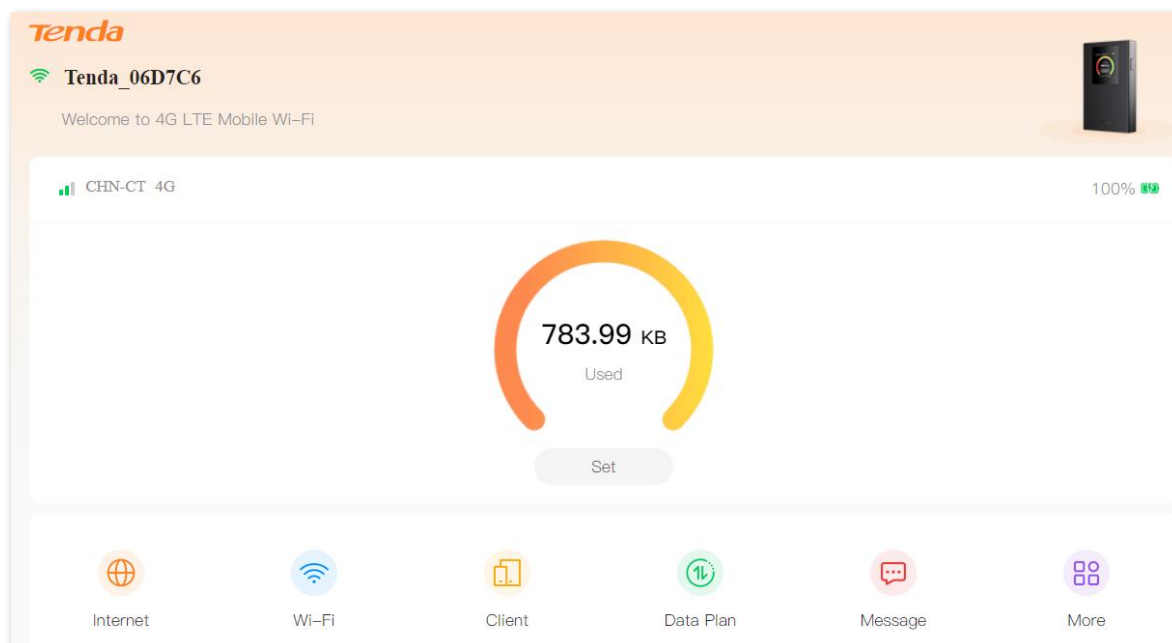 Tenda
Tenda_06D7C6
Welcome to 4G LTE Mobile Wi-Fi
CHN-CT 4G
100%
783.99 KB
Used
Set
Internet
Wi-Fi
Client
Data Plan
Message
More